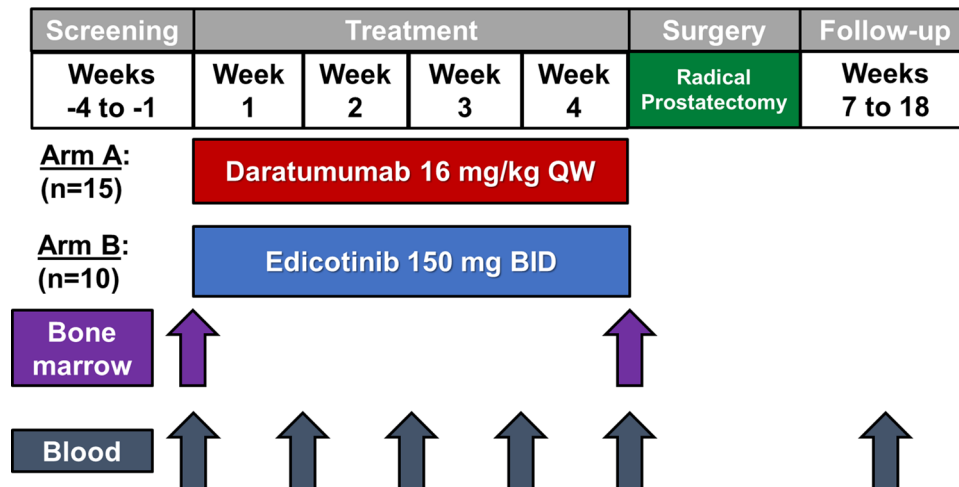 Screening Treatment Surgery Follow-up
Weeks Week Week Week Week Radical Weeks
-4 to -1 1 2 3 4 Prostatectomy 7 to 18
Arm A:
(n=15)
Daratumumab 16 mg/kg QW
Arm B:
(n=10)
Edicotinib 150 mg BID
Bone
marrow
Blood